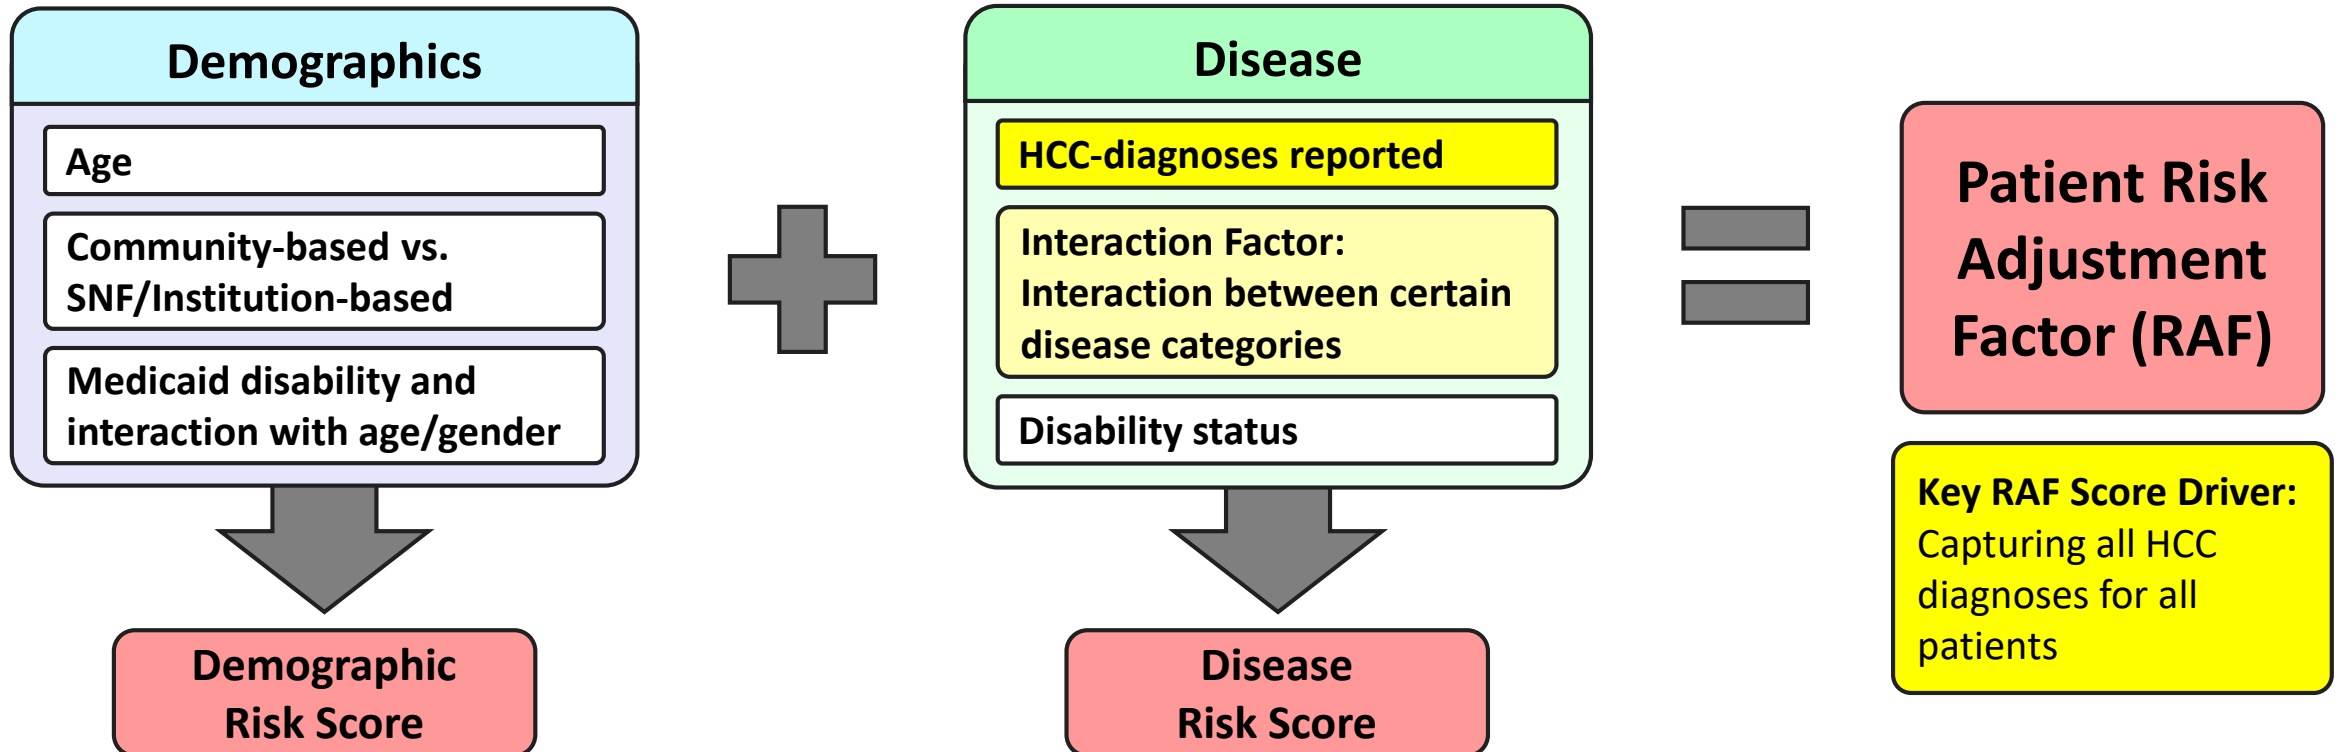 Demographics
Age
Community-based vs.
SNF/Institution-based
Medicaid disability and
interaction with age/gender
Demographic
Risk Score
Disease
HCC-diagnoses reported
Interaction Factor:
Interaction between certain
disease categories
Disability status
Disease
Risk Score
Patient Risk
Adjustment
Factor (RAF)
Key RAF Score Driver:
Capturing all HCC
diagnoses for all
patients